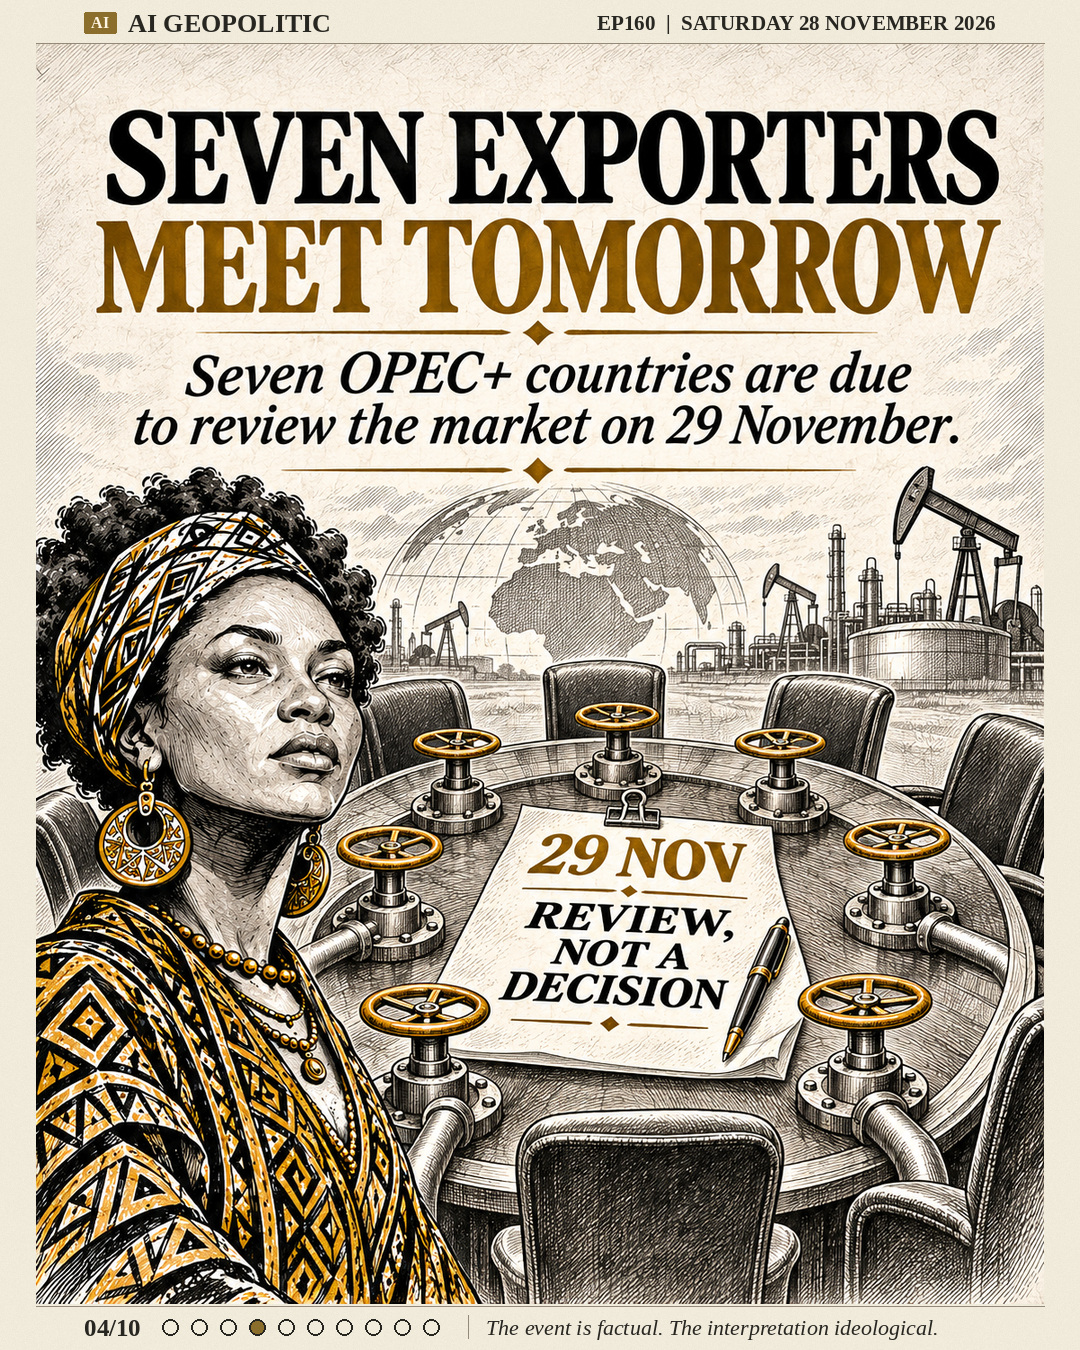 AI AI GEOPOLITIC
EP160 | SATURDAY 28 NOVEMBER 2026
SEVEN EXPORTERS
MEET TOMORROW
Seven OPEC+ countries are due
to review the market on 29 November.
29 NOV
REVIEW,
NOT A
DECISION
04/10
The event is factual. The interpretation ideological.